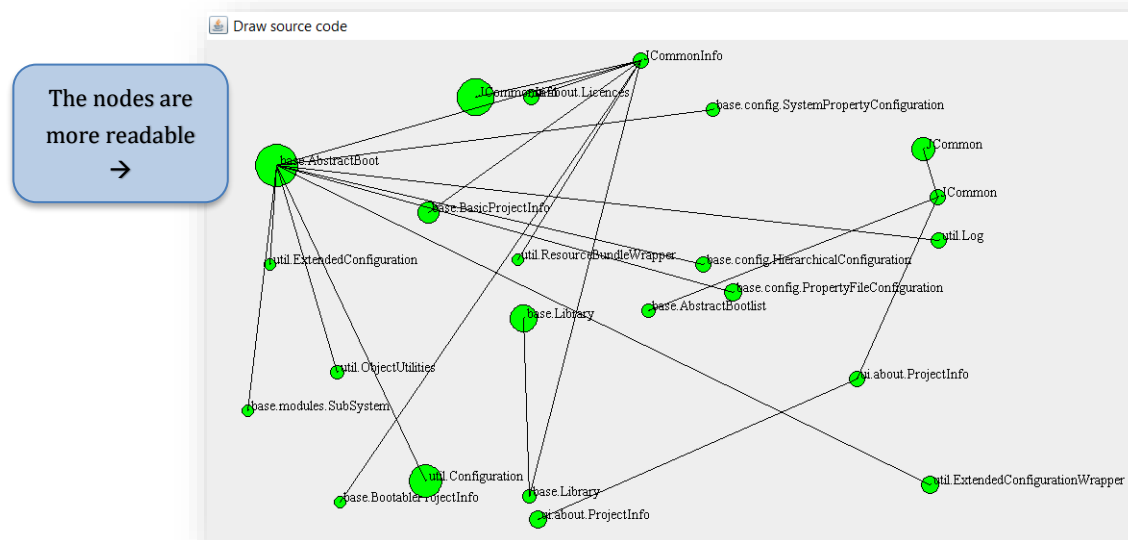 Draw source code
The nodes are
more readable
→
JCommonInfo
JCommonInfo
ui.about.Licences
base.config.SystemPropertyConfiguration
JCommon
base.AbstractBoot
JCommon
base.BasicProjectInfo
util.Log
util.ResourceBundleWrapper
util.ExtendedConfiguration
base.config.HierarchicalConfiguration
base.config.PropertyFileConfiguration
base.AbstractBootlist
base.Library
util.ObjectUtilities
ui.about.ProjectInfo
base.modules.SubSystem
util.Configuration
util.ExtendedConfigurationWrapper
base.Library
base.BootableProjectInfo
ui.about.ProjectInfo